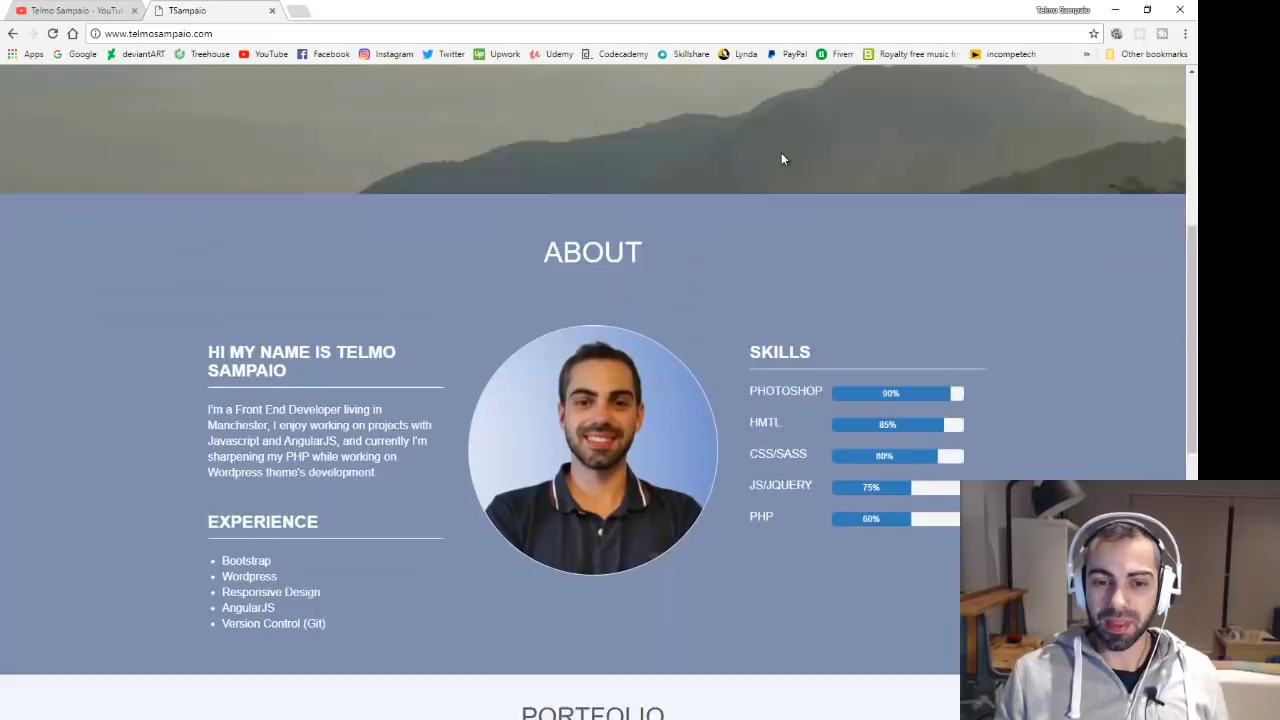 Telmo Sampaio - YouTu
TSampaio
Telmo Sampaio
www.telmosampaio.com
Apps Google deviantART Treehouse YouTube Facebook Instagram Twitter Upwork Udemy Codecademy Skillshare Lynda PayPal Fiverr Royalty free music fr incompetech » Other bookmarks
ABOUT
HI MY NAME IS TELMO
SAMPAIO
I'm a Front End Developer living in
Manchester, I enjoy working on projects with
Javascript and AngularJS, and currently I'm
sharpening my PHP while working on
Wordpress theme's development.
EXPERIENCE
Bootstrap
Wordpress
Responsive Design
AngularJS
Version Control (Git)
SKILLS
PHOTOSHOP 90%
HMTL 85%
CSS/SASS 80%
JS/JQUERY 75%
PHP 60%
PORTFOLIO